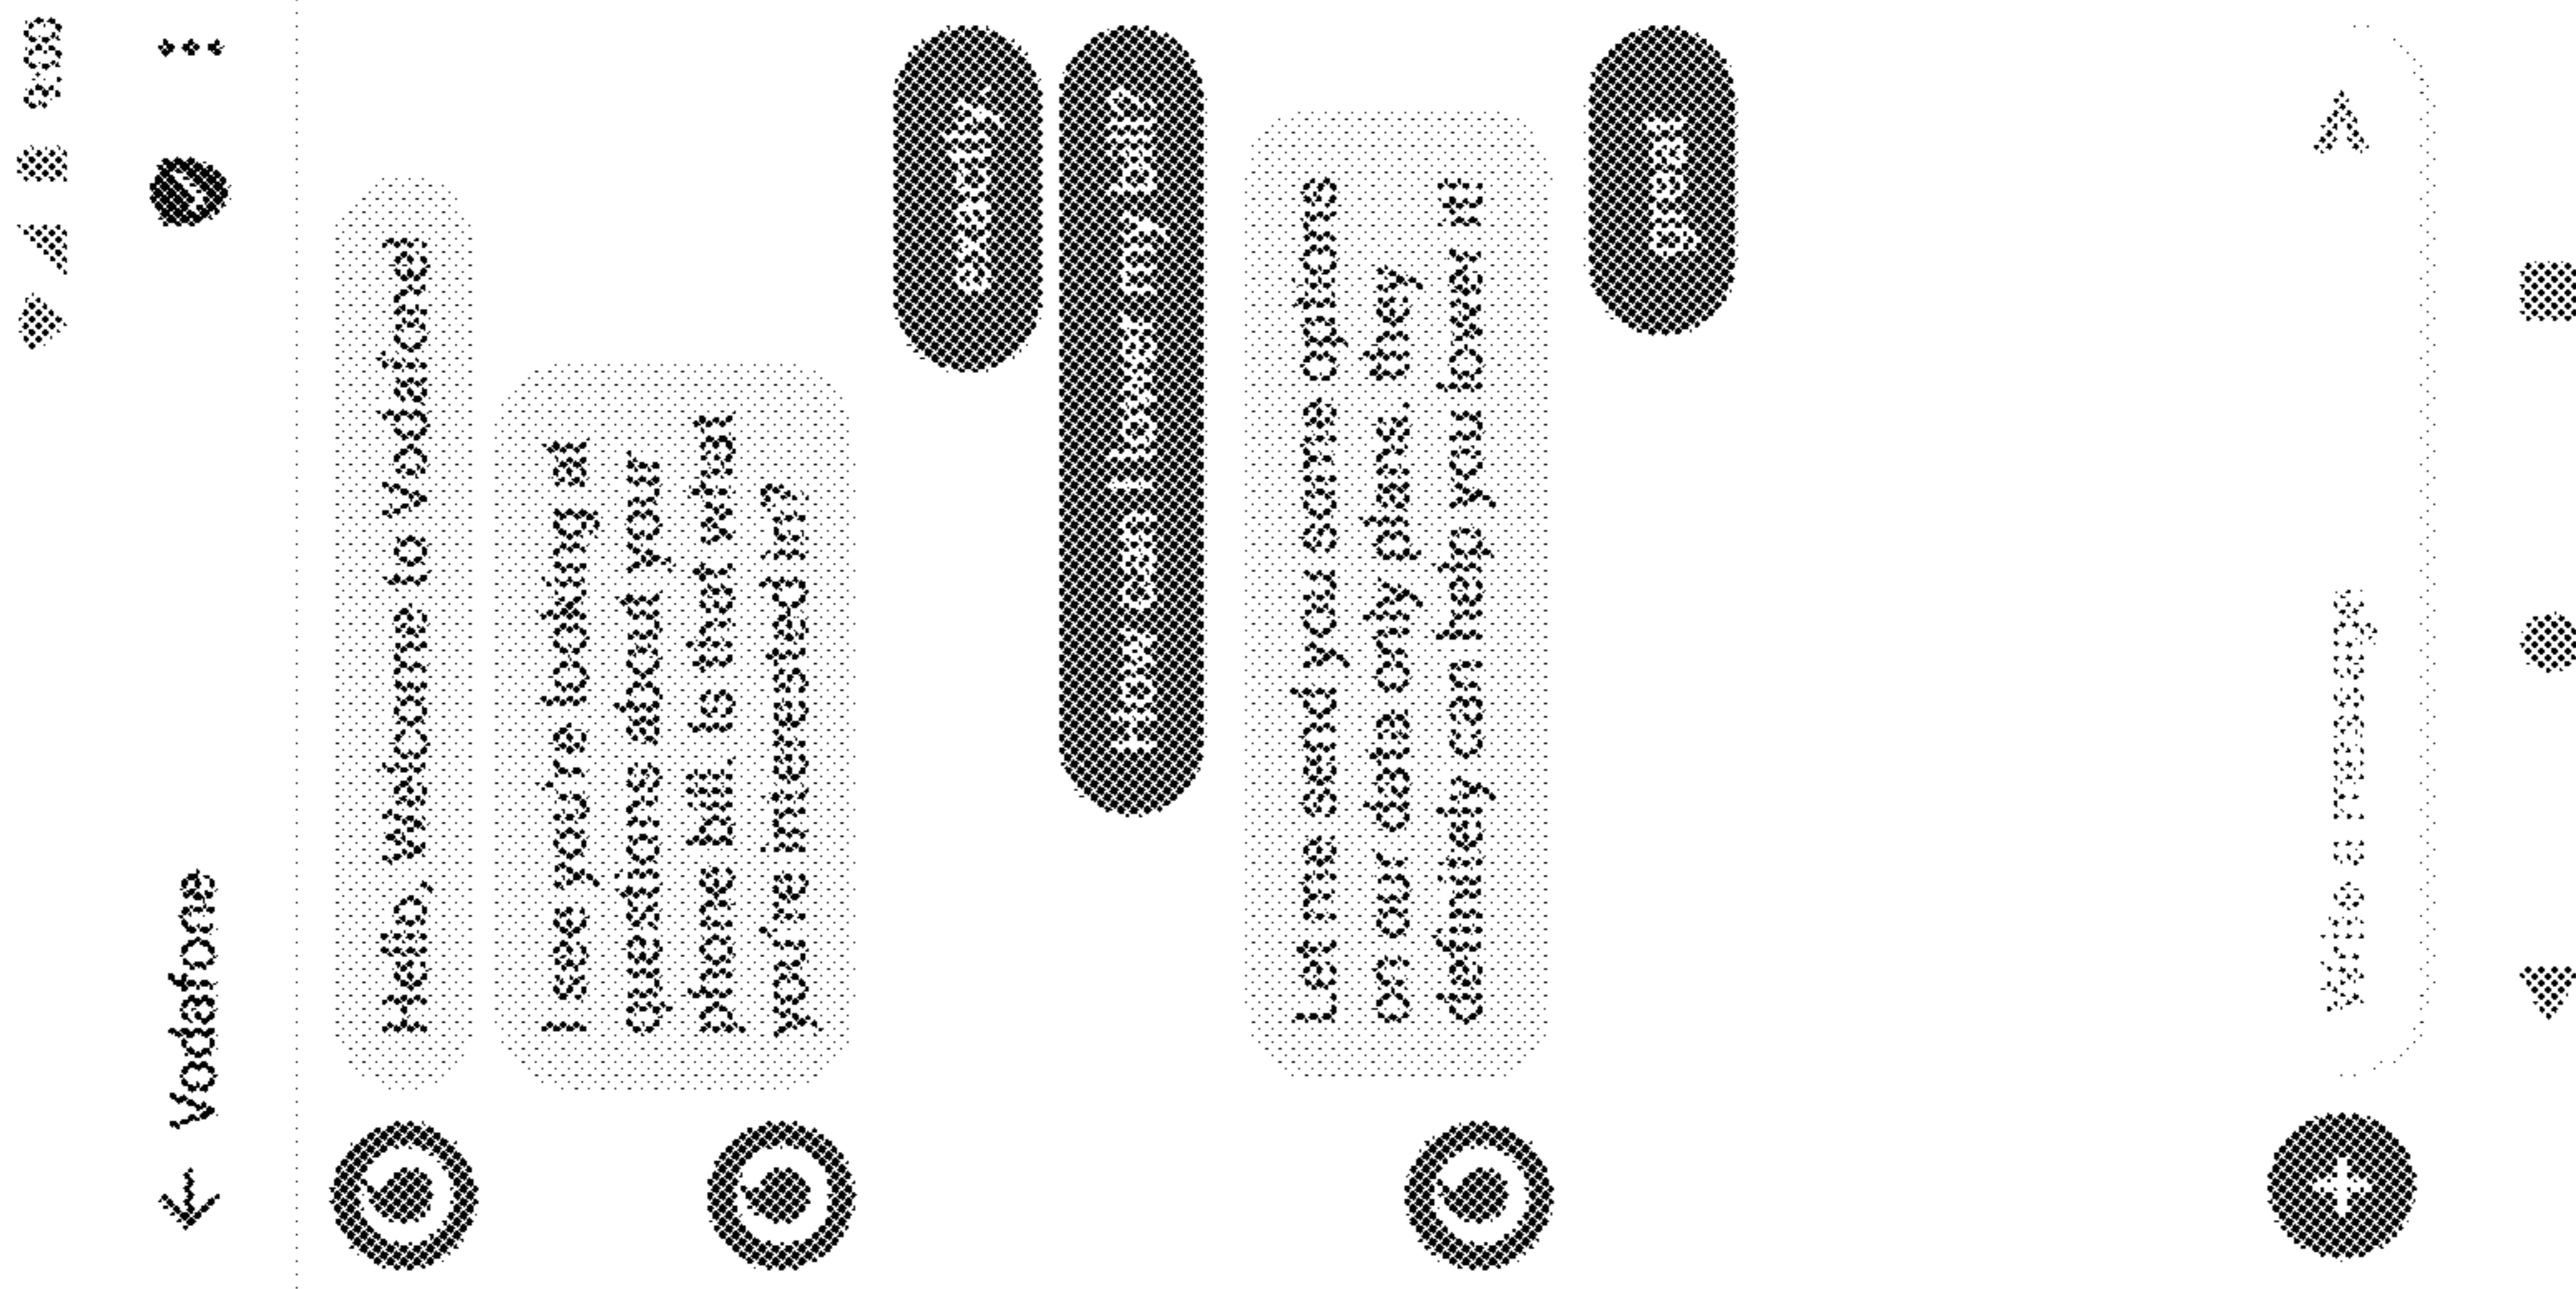 9:00
Vodafone
Hello, Welcome to Vodafone!
I see you're looking at
questions about your
phone bill. Is that what
you're interested in?
exactly.
How can I lower my bill?
Let me send you some options
on our data only plans. they
definitely can help you lower it!
great
Write a message